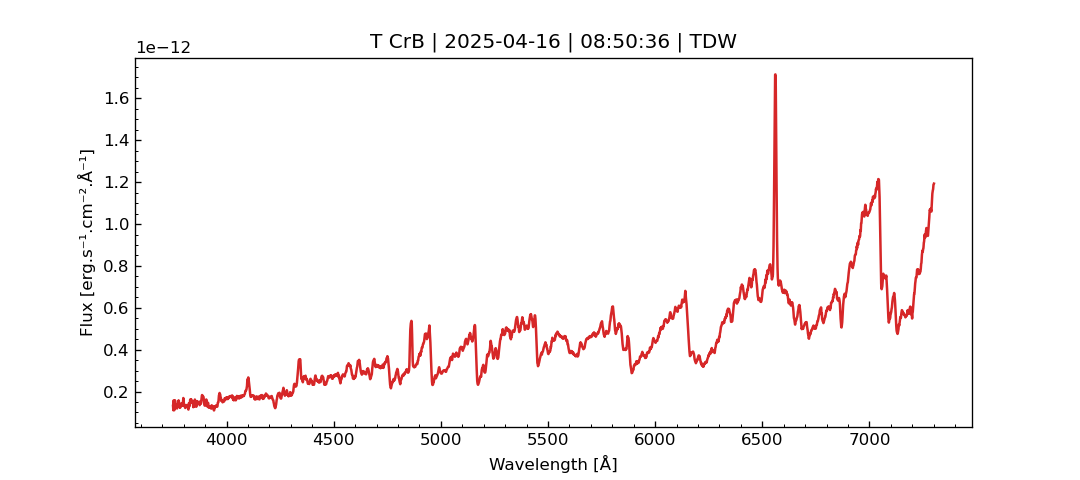 T CrB | 2025-04-16 | 08:50:36 | TDW
1e−12
1.6
1.4
1.2
1.0
0.8
0.6
0.4
0.2
Flux [erg.s⁻¹.cm⁻².Å⁻¹]
4000 4500 5000 5500 6000 6500 7000
Wavelength [Å]